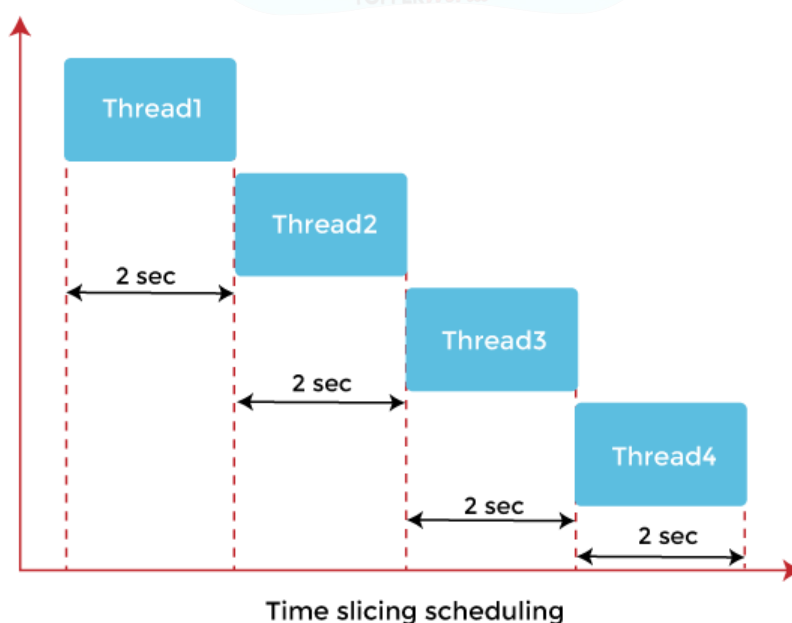 Thread1
Thread2
2 sec
Thread3
2 sec
Thread4
2 sec
2 sec
Time slicing scheduling